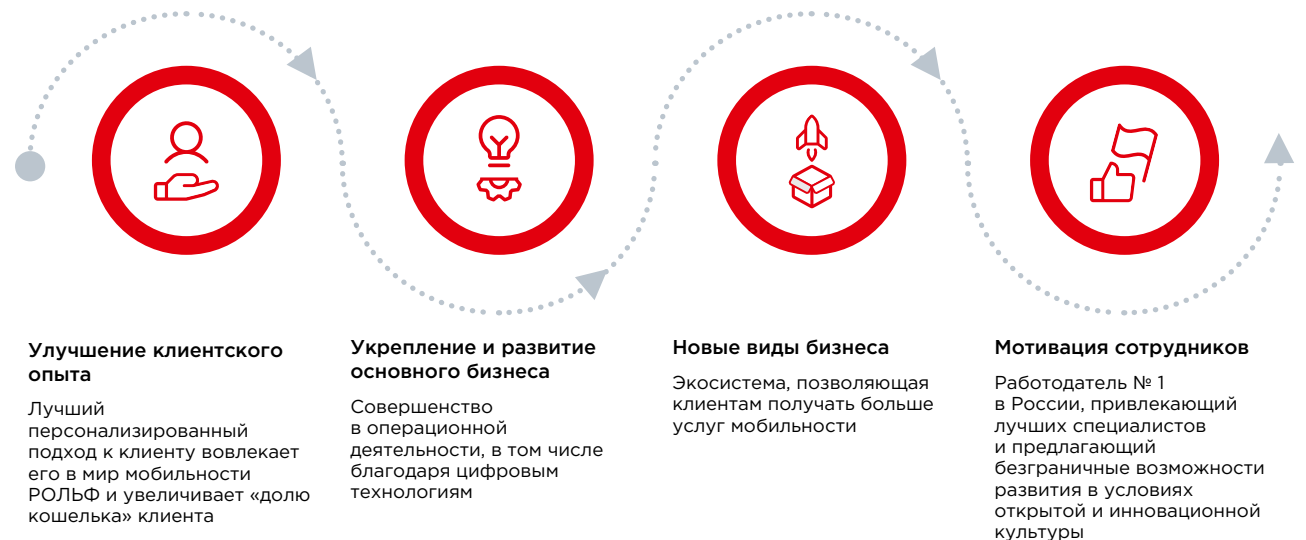 Улучшение клиентского
опыта
Лучший
персонализированный
подход к клиенту вовлекает
его в мир мобильности
РОЛЬФ и увеличивает «долю
кошелька» клиента
Укрепление и развитие
основного бизнеса
Совершенство
в операционной
деятельности, в том числе
благодаря цифровым
технологиям
Новые виды бизнеса
Экосистема, позволяющая
клиентам получать больше
услуг мобильности
Мотивация сотрудников
Работодатель № 1
в России, привлекающий
лучших специалистов
и предлагающий
безграничные возможности
развития в условиях
открытой и инновационной
культуры